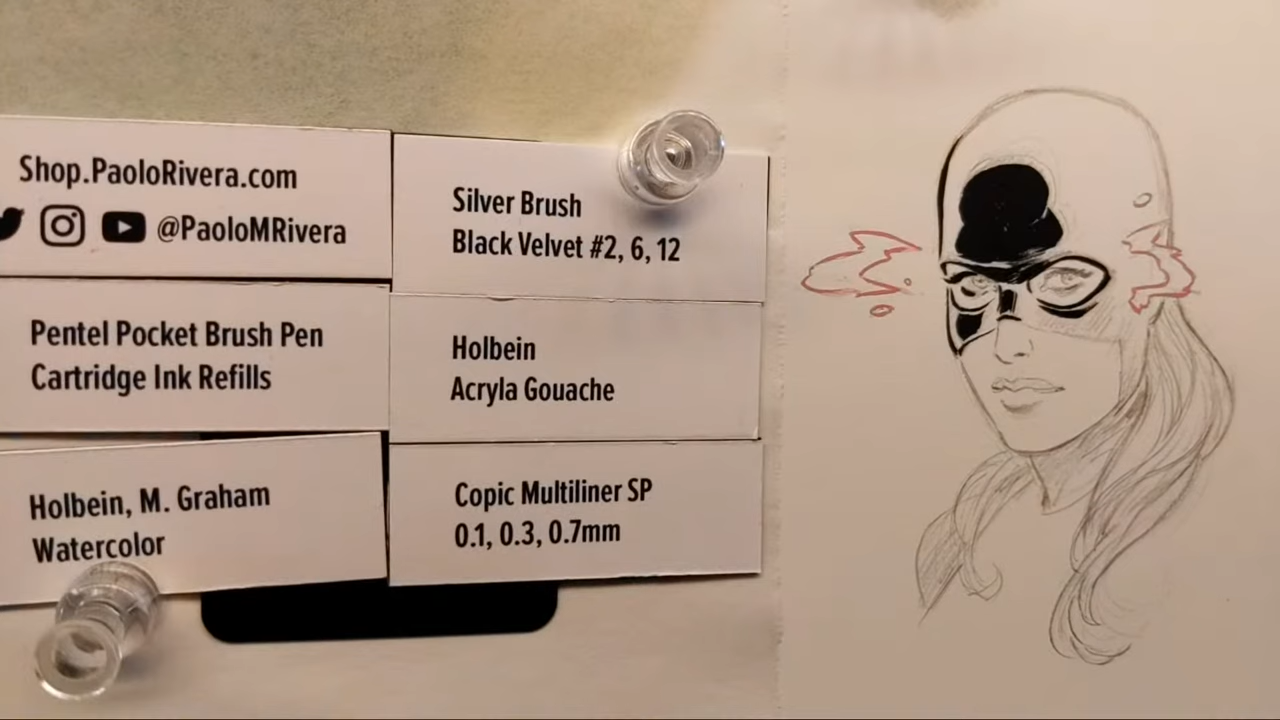 Shop.PaoloRivera.com
@PaoloMRivera
Pentel Pocket Brush Pen
Cartridge Ink Refills
Holbein, M. Graham
Watercolor
Silver Brush
Black Velvet #2, 6, 12
Holbein
Acryla Gouache
Copic Multiliner SP
0.1, 0.3, 0.7mm